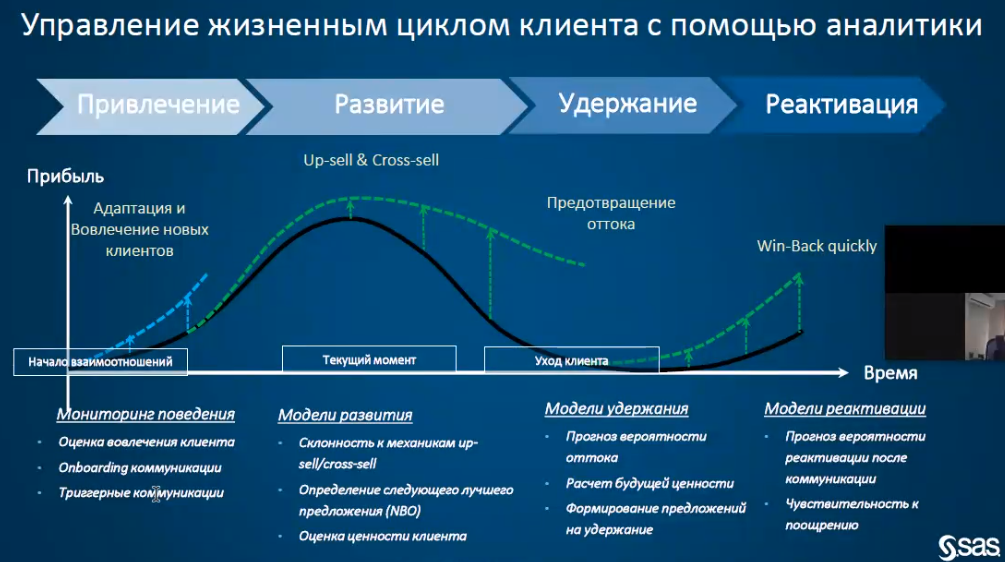 Управление жизненным циклом клиента с помощью аналитики
Привлечение
Развитие
Удержание
Реактивация
Up-sell & Cross-sell
Прибыль
Адаптация и
Вовлечение новых
клиентов
Предотвращение
оттока
Win-Back quickly
Начало взаимоотношений
Текущий момент
Уход клиента
Время
Мониторинг поведения
• Оценка вовлечения клиента
• Onboarding коммуникации
• Триггерные коммуникации
Модели развития
• Склонность к механикам up-
sell/cross-sell
• Определение следующего лучшего
предложения (NBO)
• Оценка ценности клиента
Модели удержания
• Прогноз вероятности
оттока
• Расчет будущей ценности
• Формирование предложений
на удержание
Модели реактивации
• Прогноз вероятности
реактивации после
коммуникации
• Чувствительность к
поощрению
sas